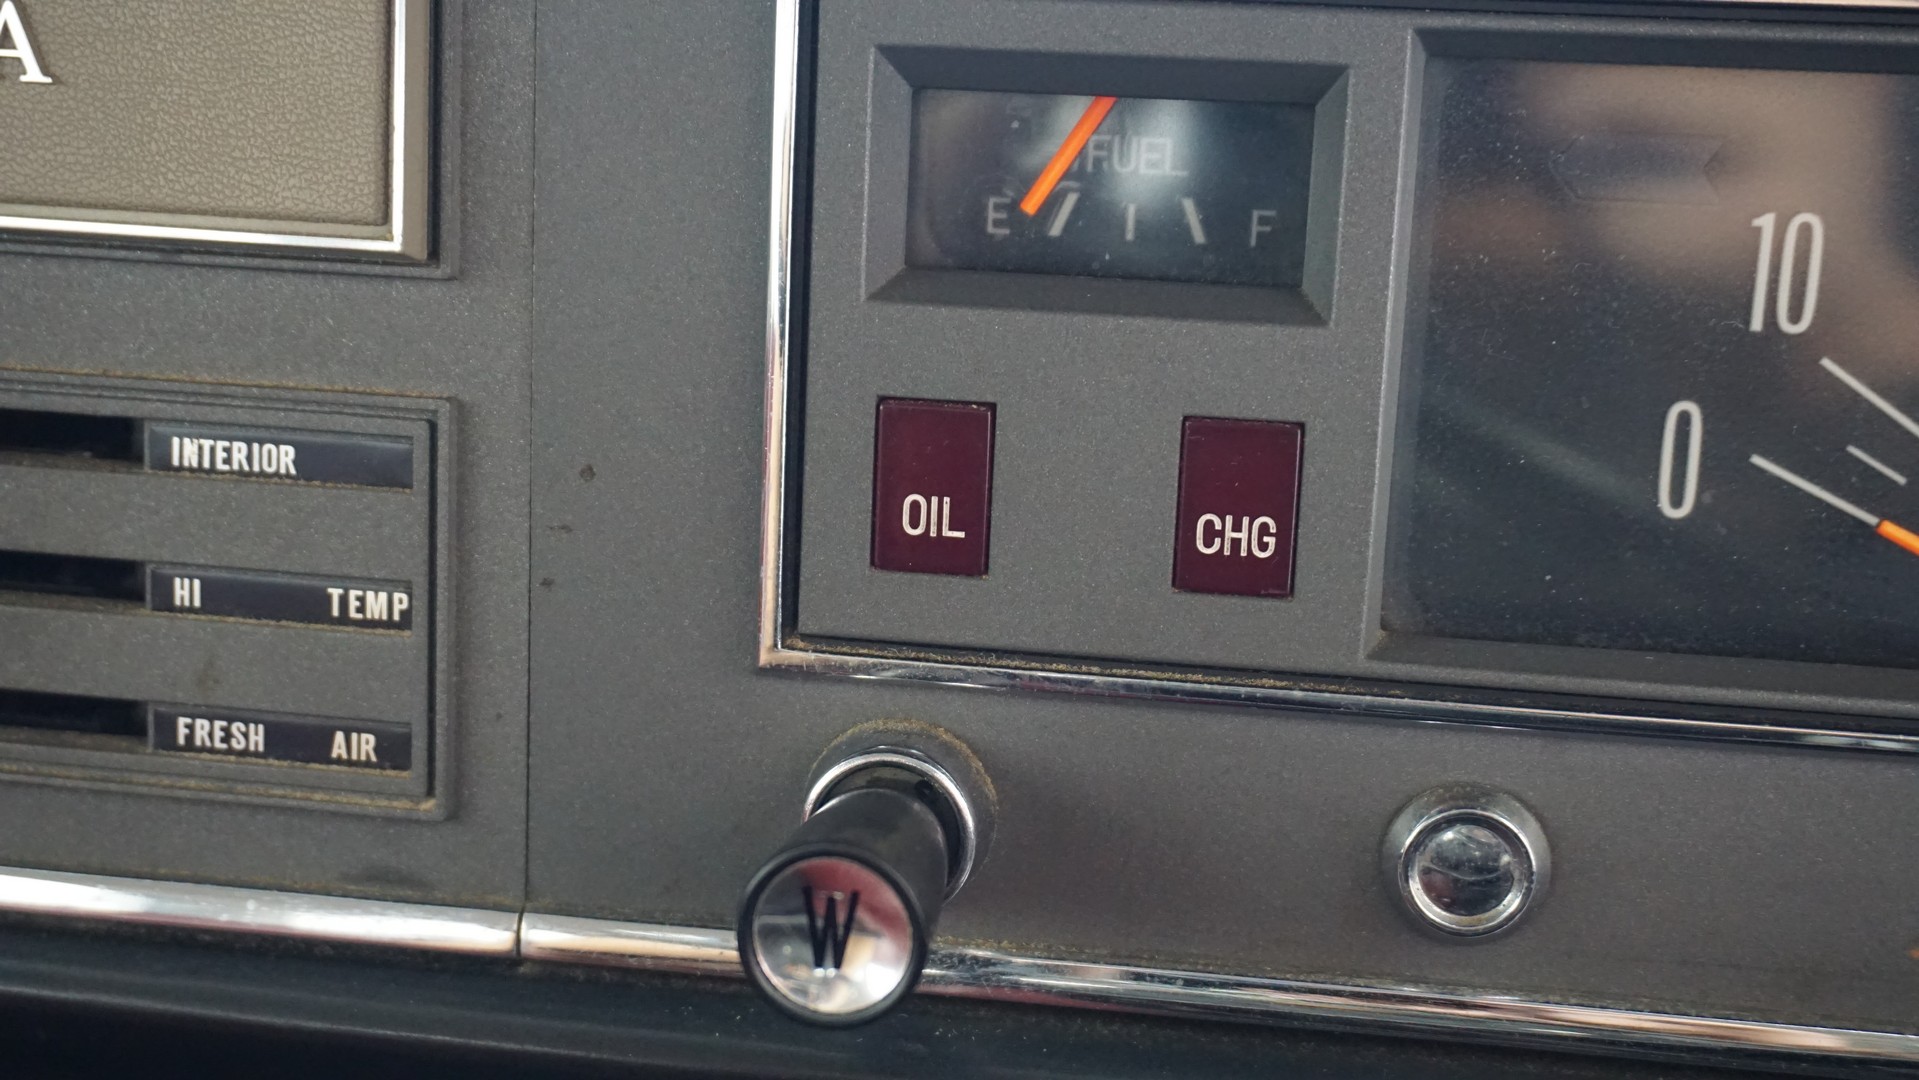 A
FUEL
E F
10
0
OIL
CHG
INTERIOR
HI TEMP
FRESH AIR
W